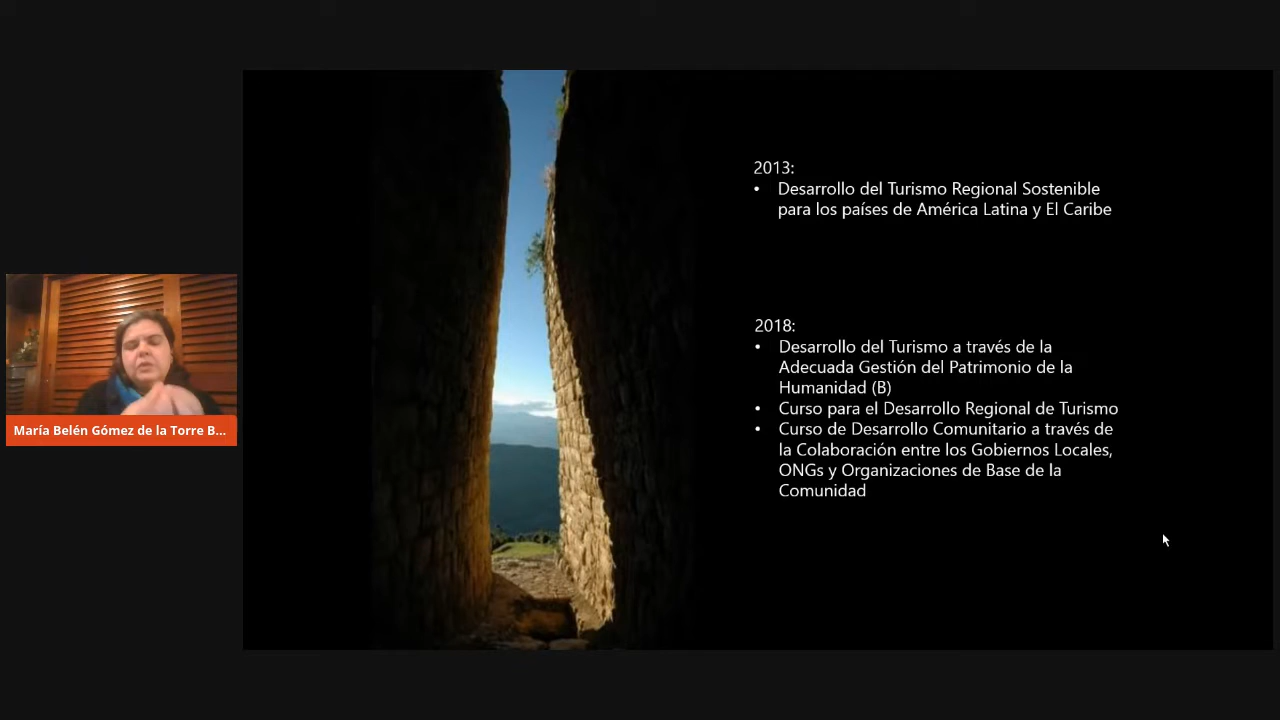 2013:
• Desarrollo del Turismo Regional Sostenible
para los países de América Latina y El Caribe
2018:
• Desarrollo del Turismo a través de la
Adecuada Gestión del Patrimonio de la
Humanidad (B)
• Curso para el Desarrollo Regional de Turismo
• Curso de Desarrollo Comunitario a través de
la Colaboración entre los Gobiernos Locales,
ONGs y Organizaciones de Base de la
Comunidad
María Belén Gómez de la Torre B...